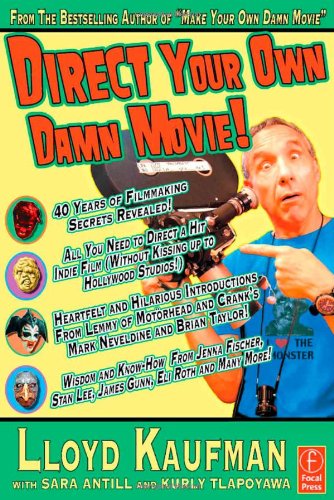 From The Bestselling Author of "Make Your Own Damn Movie"
Direct Your Own
Damn Movie!
40 Years of Filmmaking
Secrets Revealed!
All You Need to Direct a Hit
Indie Film (Without Kissing up to
Hollywood Studios!)
Heartfelt and Hilarious Introductions
From Lemmy of Motorhead and Crank's
Mark Neveldine and Brian Taylor!
Wisdom and Know-How From Jenna Fischer,
Stan Lee, James Gunn, Eli Roth and Many More!
THE
MONSTER
Lloyd Kaufman
with Sara Antill and Kurly Tlapoyawa
Focal
Press